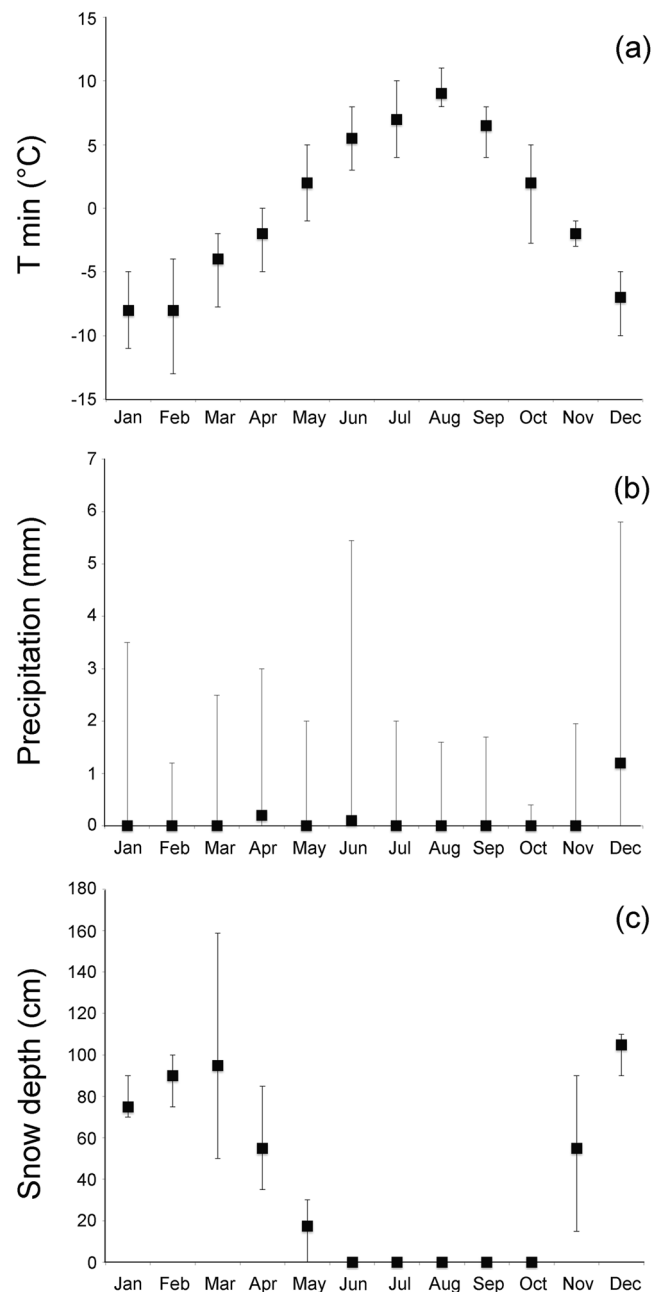 (a)
T min (°C)
15
10
5
0
-5
-10
-15
Jan Feb Mar Apr May Jun Jul Aug Sep Oct Nov Dec
(b)
Precipitation (mm)
7
6
5
4
3
2
1
0
Jan Feb Mar Apr May Jun Jul Aug Sep Oct Nov Dec
(c)
Snow depth (cm)
180
160
140
120
100
80
60
40
20
0
Jan Feb Mar Apr May Jun Jul Aug Sep Oct Nov Dec